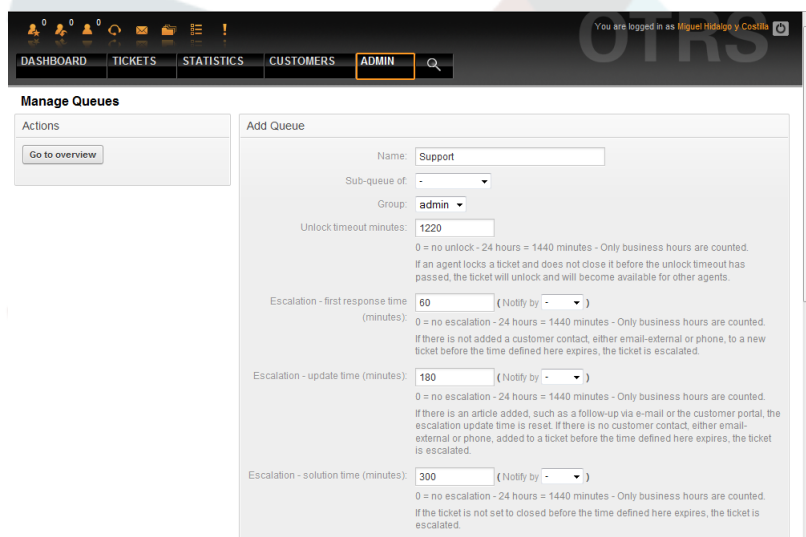 0 0 0
You are logged in as Miguel Hidalgo y Costilla
OTRS
DASHBOARD TICKETS STATISTICS CUSTOMERS ADMIN
Manage Queues
Actions
Go to overview
Add Queue
Name: Support
Sub-queue of: -
Group: admin
Unlock timeout minutes: 1220
0 = no unlock - 24 hours = 1440 minutes - Only business hours are counted.
If an agent locks a ticket and does not close it before the unlock timeout has
passed, the ticket will unlock and will become available for other agents.
Escalation - first response time (minutes): 60 ( Notify by - )
0 = no escalation - 24 hours = 1440 minutes - Only business hours are counted.
If there is not added a customer contact, either email-external or phone, to a new
ticket before the time defined here expires, the ticket is escalated.
Escalation - update time (minutes): 180 ( Notify by - )
0 = no escalation - 24 hours = 1440 minutes - Only business hours are counted.
If there is an article added, such as a follow-up via e-mail or the customer portal, the
escalation update time is reset. If there is no customer contact, either email-
external or phone, added to a ticket before the time defined here expires, the ticket
is escalated.
Escalation - solution time (minutes): 300 ( Notify by - )
0 = no escalation - 24 hours = 1440 minutes - Only business hours are counted.
If the ticket is not set to closed before the time defined here expires, the ticket is
escalated.